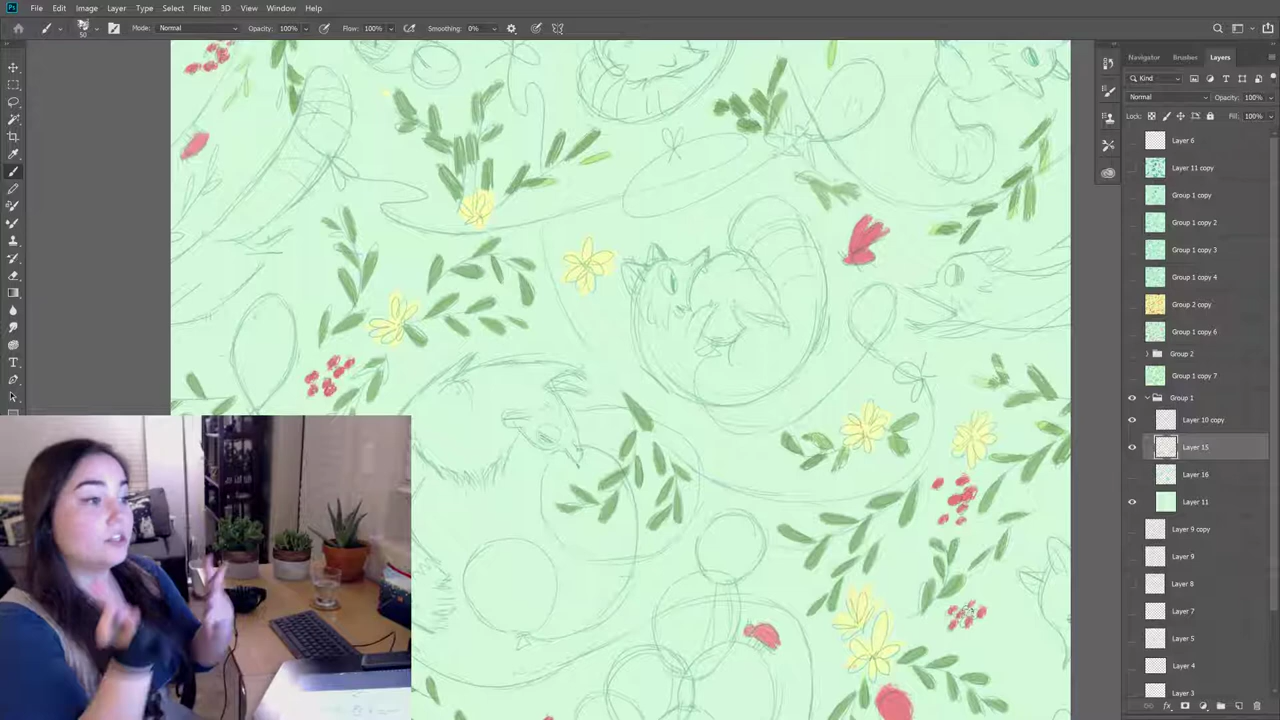 Ps File Edit Image Layer Type Select Filter 3D View Window Help
50 Mode: Normal Opacity: 100% Flow: 100% Smoothing: 0%
Navigator Brushes Layers
Kind
Normal Opacity: 100%
Lock: Fill: 100%
Layer 6
Layer 11 copy
Group 1 copy
Group 1 copy 2
Group 1 copy 3
Group 1 copy 4
Group 2 copy
Group 1 copy 6
Group 2
Group 1 copy 7
Group 1
Layer 10 copy
Layer 15
Layer 16
Layer 11
Layer 9 copy
Layer 9
Layer 8
Layer 7
Layer 5
Layer 4
Layer 3
fx